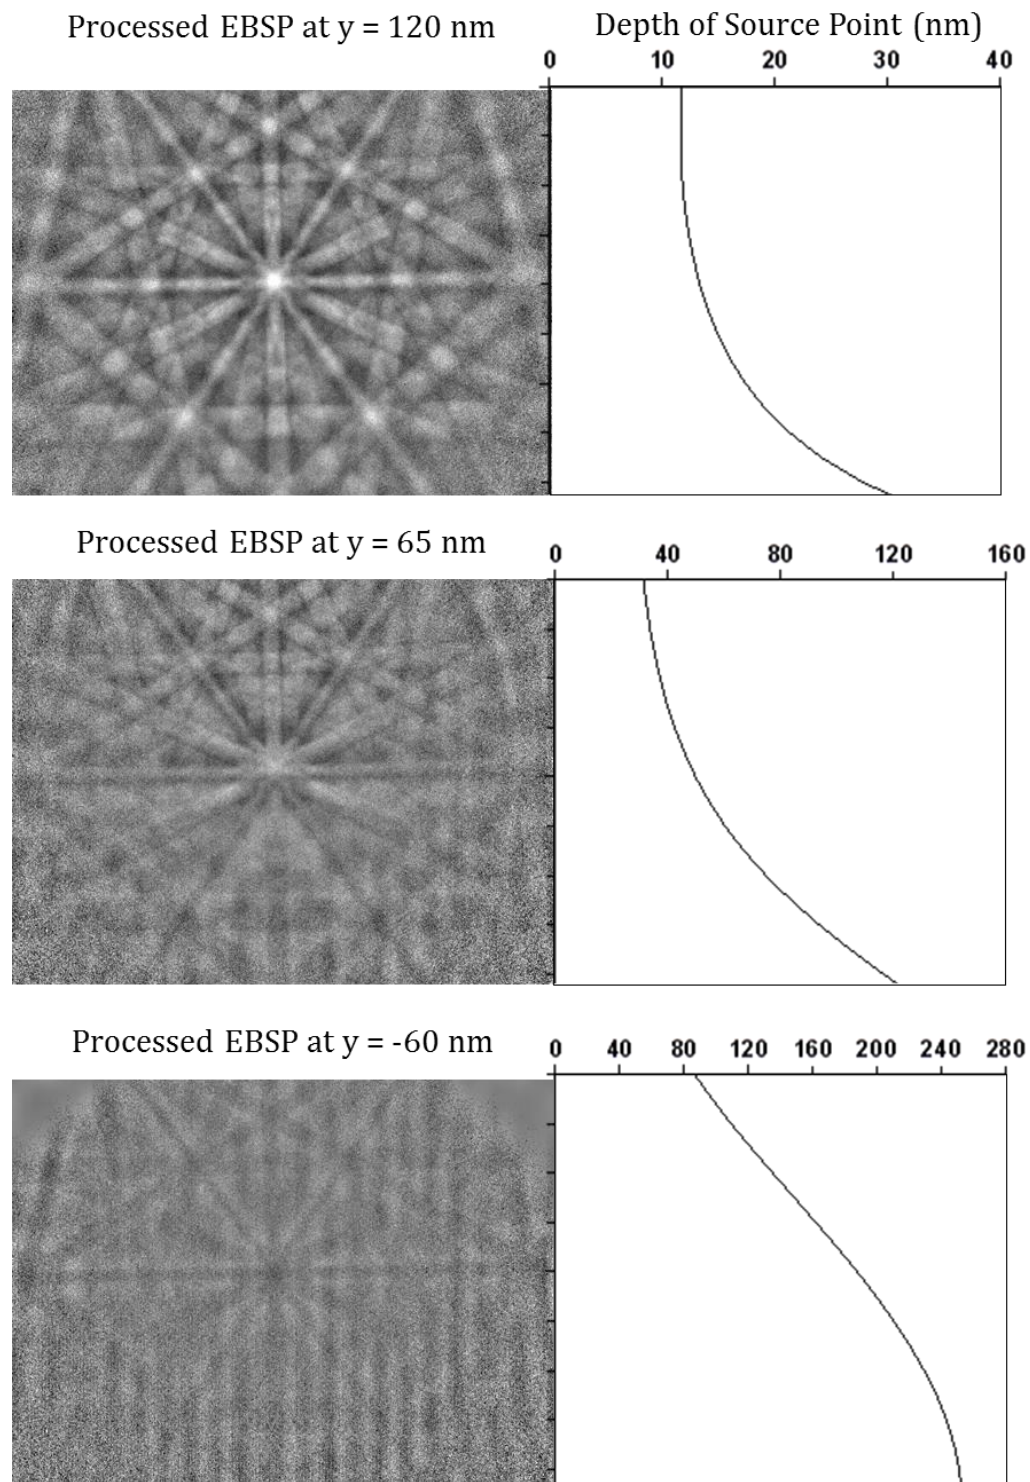 Processed EBSP at y = 120 nm
Depth of Source Point (nm)
0 10 20 30 40
Processed EBSP at y = 65 nm
0 40 80 120 160
Processed EBSP at y = -60 nm
0 40 80 120 160 200 240 280